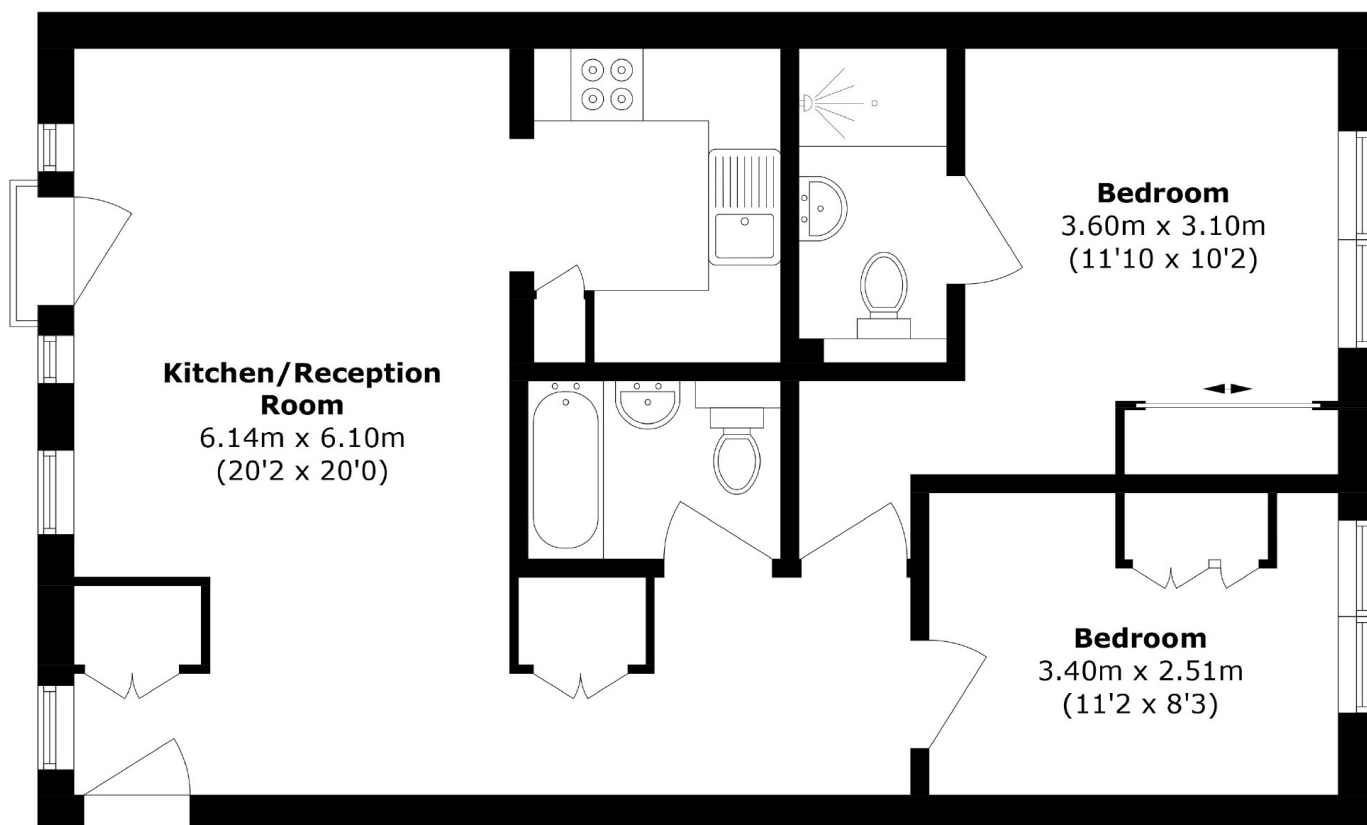 Kitchen/Reception
Room
6.14m x 6.10m
(20'2 x 20'0)
Bedroom
3.60m x 3.10m
(11'10 x 10'2)
Bedroom
3.40m x 2.51m
(11'2 x 8'3)